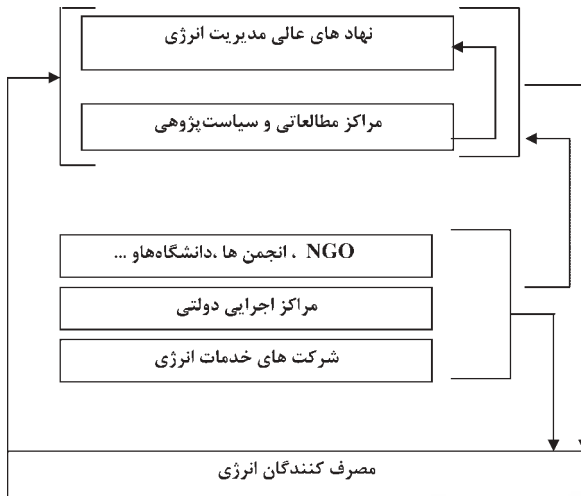 نهاد های عالی مدیریت انرژی
مراکز مطالعاتی و سیاست‌پژوهی
NGO ، انجمن ها ،دانشگاه‌هاو ...
مراکز اجرایی دولتی
شرکت های خدمات انرژی
مصرف کنندگان انرژی